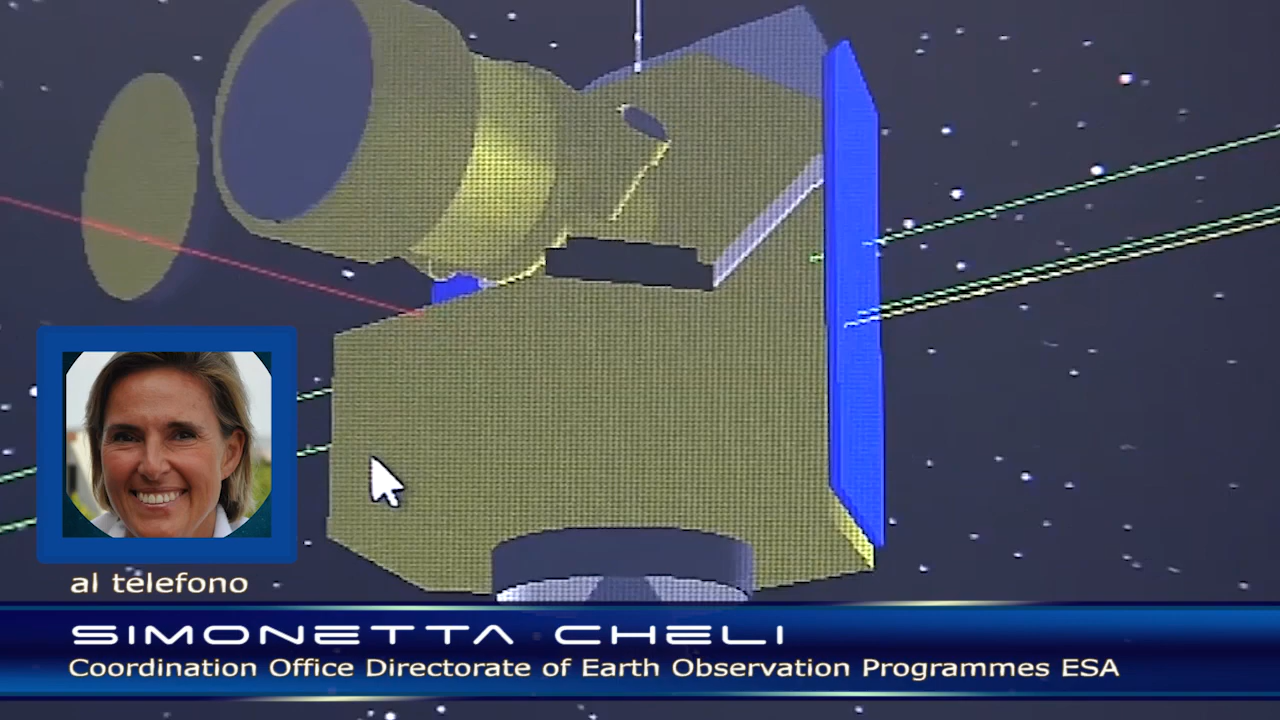 al telefono
SIMONETTA CHELI
Coordination Office Directorate of Earth Observation Programmes ESA